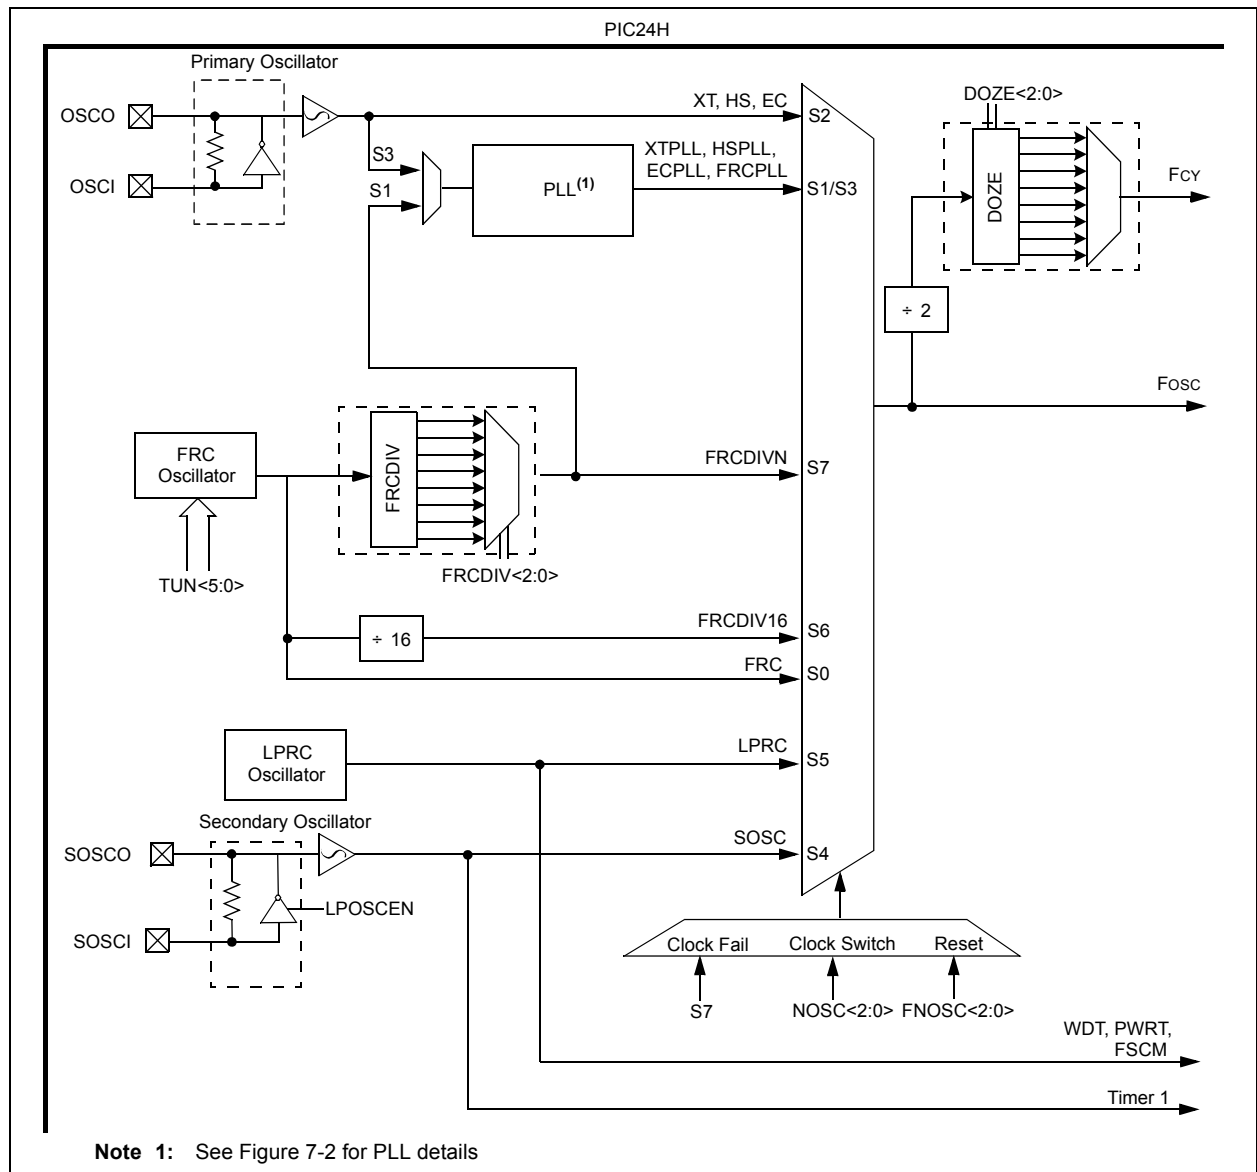 PIC24H
Primary Oscillator
OSCO
OSCI
XT, HS, EC
S2
S3
S1
PLL(1)
XTPLL, HSPLL,
ECPLL, FRCPLL
S1/S3
DOZE<2:0>
DOZE
FCY
÷ 2
FOSC
FRC
Oscillator
TUN<5:0>
FRCDIV
FRCDIV<2:0>
FRCDIVN
S7
÷ 16
FRCDIV16
S6
FRC
S0
LPRC
Oscillator
LPRC
S5
Secondary Oscillator
SOSCO
SOSCI
LPOSCEN
SOSC
S4
Clock Fail
Clock Switch
Reset
S7
NOSC<2:0>
FNOSC<2:0>
WDT, PWRT,
FSCM
Timer 1
Note 1: See Figure 7-2 for PLL details